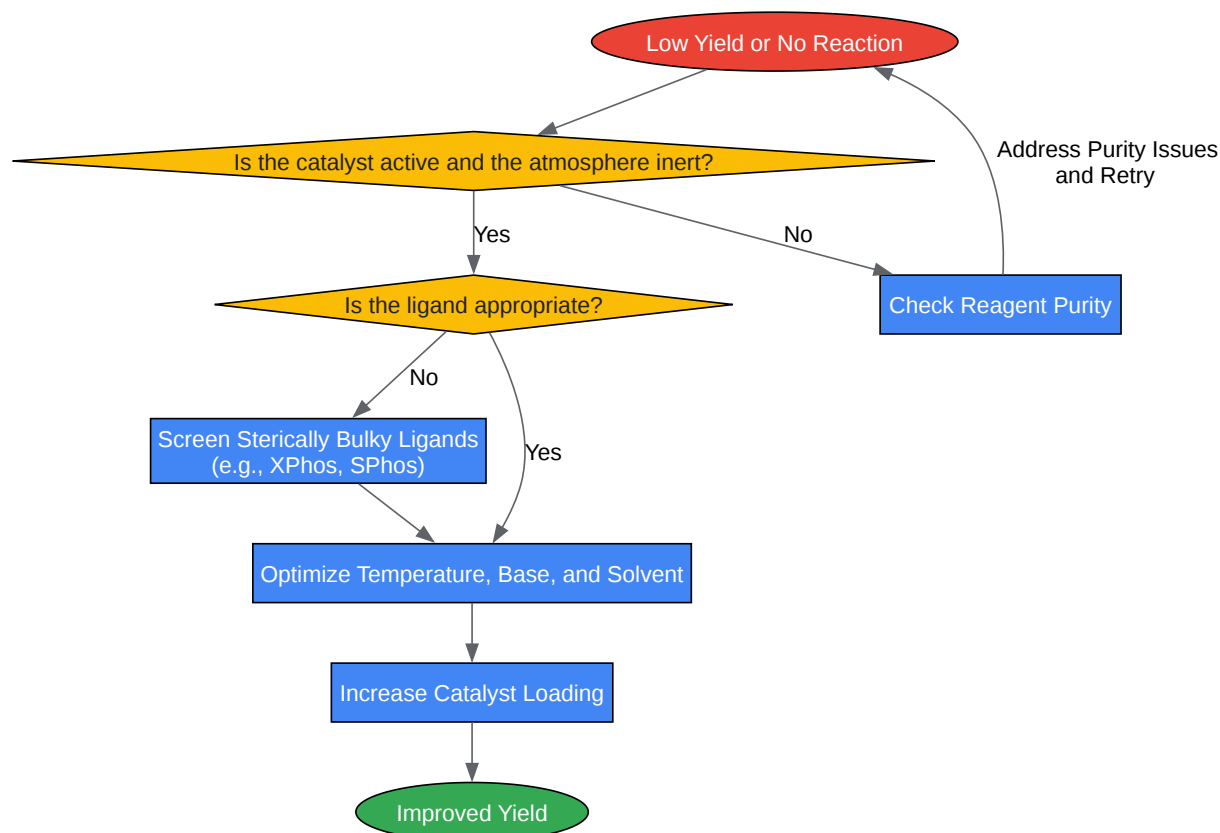 Low Yield or No Reaction
Is the catalyst active and the atmosphere inert?
Address Purity Issues
and Retry
Yes
No
Is the ligand appropriate?
Check Reagent Purity
No
Screen Sterically Bulky Ligands
(e.g., XPhos, SPhos)
Yes
Optimize Temperature, Base, and Solvent
Increase Catalyst Loading
Improved Yield